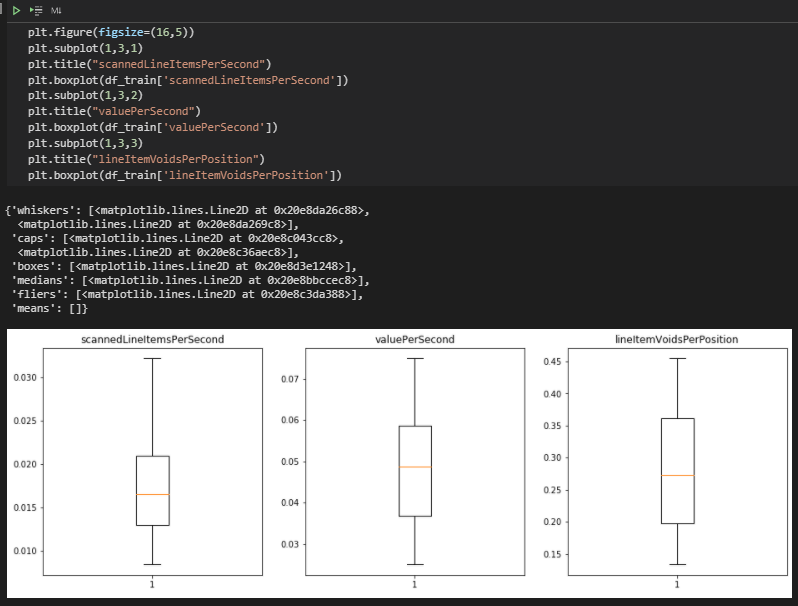 M↓
plt.figure(figsize=(16,5))
plt.subplot(1,3,1)
plt.title("scannedLineItemsPerSecond")
plt.boxplot(df_train['scannedLineItemsPerSecond'])
plt.subplot(1,3,2)
plt.title("valuePerSecond")
plt.boxplot(df_train['valuePerSecond'])
plt.subplot(1,3,3)
plt.title("lineItemVoidsPerPosition")
plt.boxplot(df_train['lineItemVoidsPerPosition'])
{'whiskers': [<matplotlib.lines.Line2D at 0x20e8da26c88>,
<matplotlib.lines.Line2D at 0x20e8da269c8>],
'caps': [<matplotlib.lines.Line2D at 0x20e8c043cc8>,
<matplotlib.lines.Line2D at 0x20e8c36aec8>],
'boxes': [<matplotlib.lines.Line2D at 0x20e8d3e1248>],
'medians': [<matplotlib.lines.Line2D at 0x20e8bbccec8>],
'fliers': [<matplotlib.lines.Line2D at 0x20e8c3da388>],
'means': []}
scannedLineItemsPerSecond
0.030
0.025
0.020
0.015
0.010
1
valuePerSecond
0.07
0.06
0.05
0.04
0.03
1
lineItemVoidsPerPosition
0.45
0.40
0.35
0.30
0.25
0.20
0.15
1